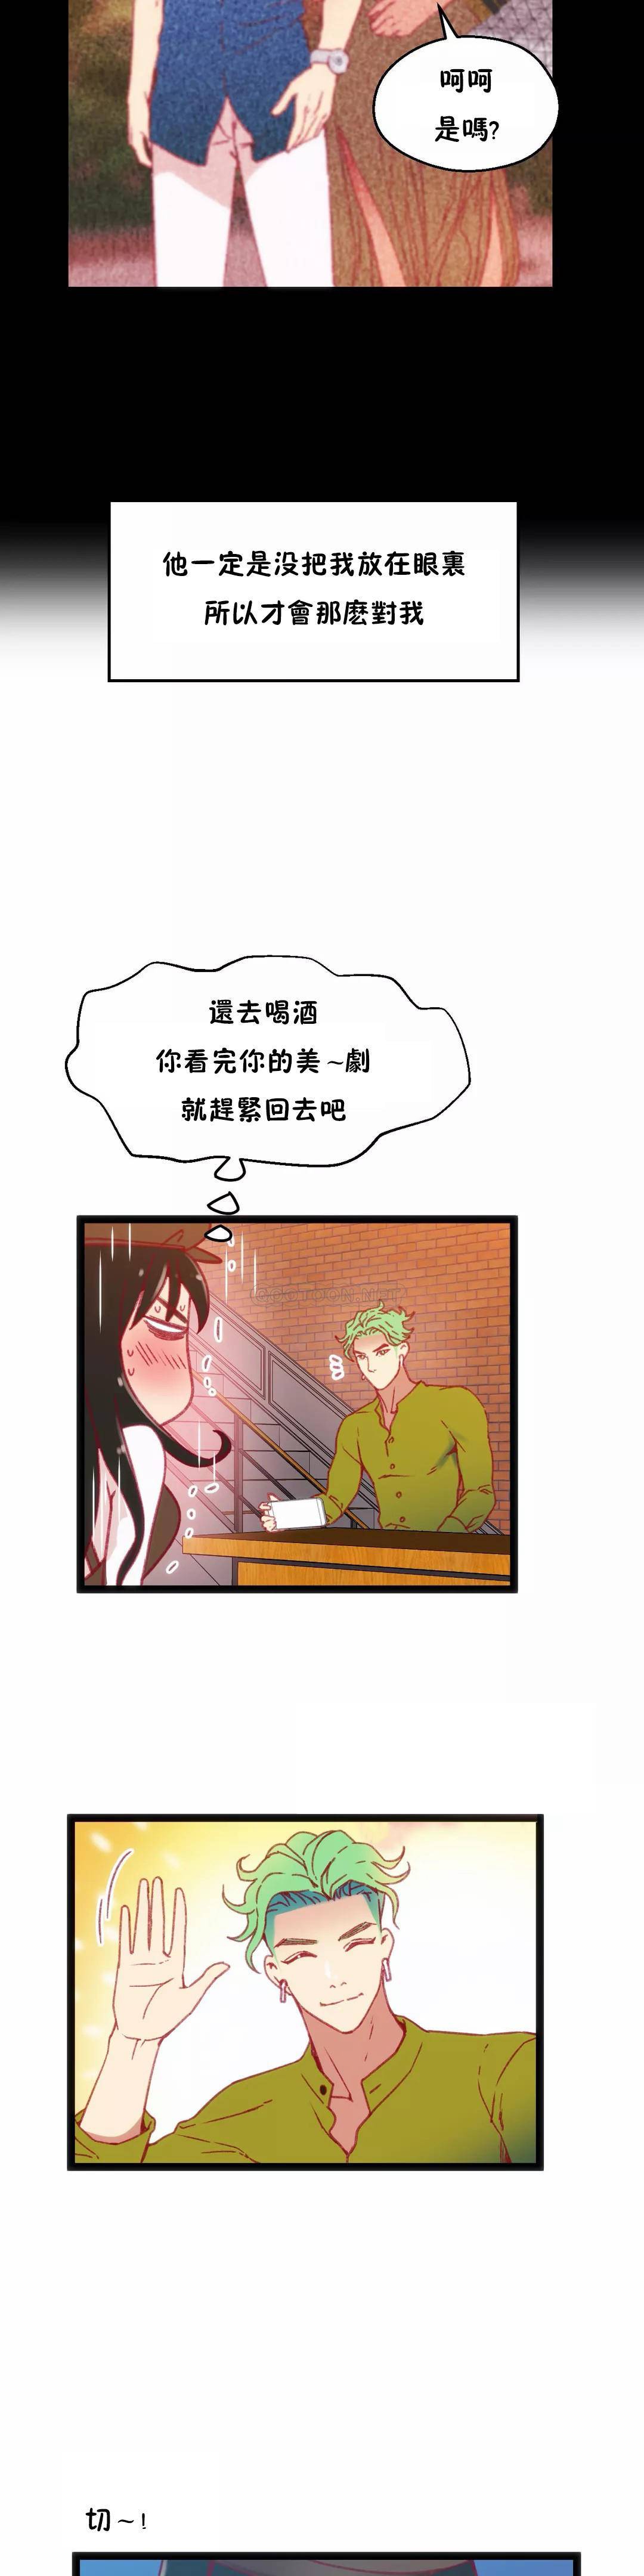 呵呵
是嗎?
他一定是没把我放在眼裏
所以才會那麽對我
還去喝酒
你看完你的美~劇
就趕緊回去吧
切~!